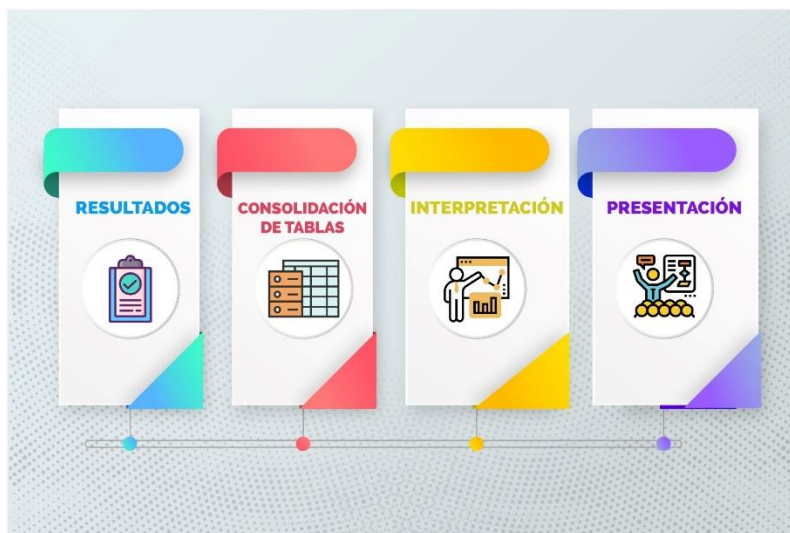 RESULTADOS
CONSOLIDACIÓN
DE TABLAS
INTERPRETACIÓN
PRESENTACIÓN